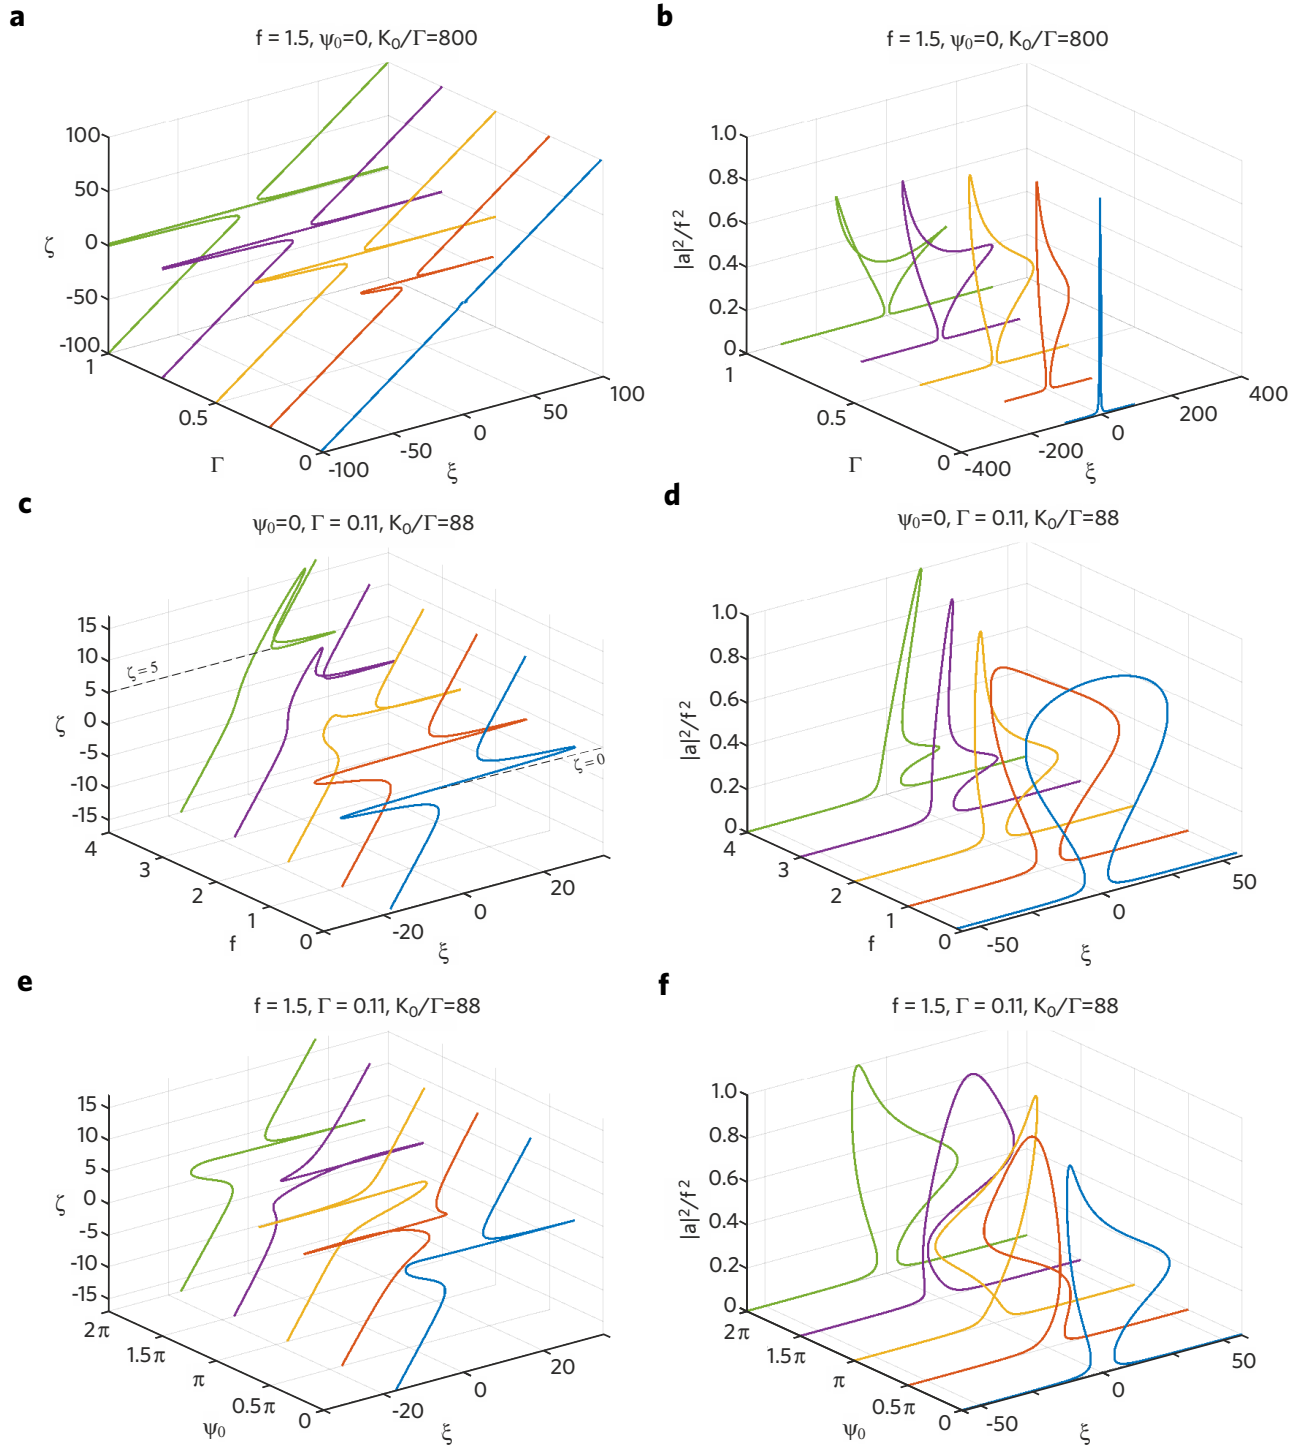 a
f = 1.5, ψ₀=0, K₀/Γ=800
100
50
0
-50
-100
ζ
1
0.5
0
Γ
-100
-50
0
50
100
ξ
b
f = 1.5, ψ₀=0, K₀/Γ=800
1.0
0.8
0.6
0.4
0.2
0
|a|²/f²
1
0.5
0
Γ
-400
-200
0
200
400
ξ
c
ψ₀=0, Γ = 0.11, K₀/Γ=88
15
10
5
0
-5
-10
-15
ζ
ζ = 5
ζ = 0
4
3
2
1
0
f
-20
0
20
ξ
d
ψ₀=0, Γ = 0.11, K₀/Γ=88
1.0
0.8
0.6
0.4
0.2
0
|a|²/f²
4
3
2
1
0
f
-50
0
50
ξ
e
f = 1.5, Γ = 0.11, K₀/Γ=88
15
10
5
0
-5
-10
-15
ζ
2π
1.5π
π
0.5π
0
ψ₀
-20
0
20
ξ
f
f = 1.5, Γ = 0.11, K₀/Γ=88
1.0
0.8
0.6
0.4
0.2
0
|a|²/f²
2π
1.5π
π
0.5π
0
ψ₀
-50
0
50
ξ